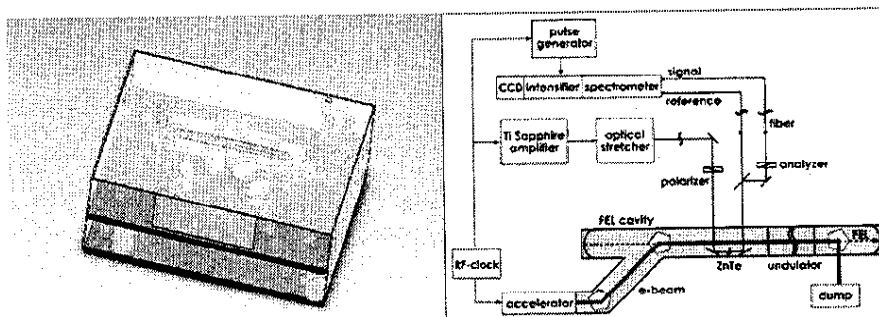 pulse
generator
signal
CCD intensifier spectrometer
reference
fiber
Ti Sapphire
amplifier
optical
stretcher
analyzer
polarizer
FEL cavity
FEL
RF-clock
ZnTe
undulator
e-beam
accelerator
dump